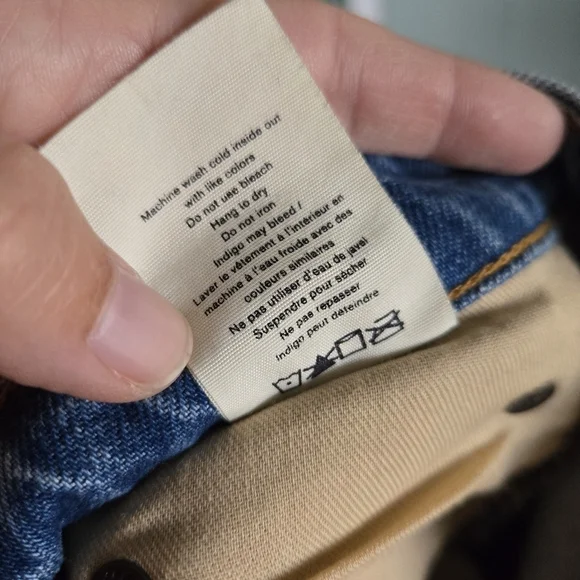 Machine wash cold inside out
with like colors
Do not use bleach
Hang to dry
Do not iron
Indigo may bleed /
Laver le vêtement à l'intérieur en
machine à l'eau froide avec des
couleurs similaires
Ne pas utiliser d'eau de javel
Suspendre pour sécher
Ne pas repasser
Indigo peut déteindre